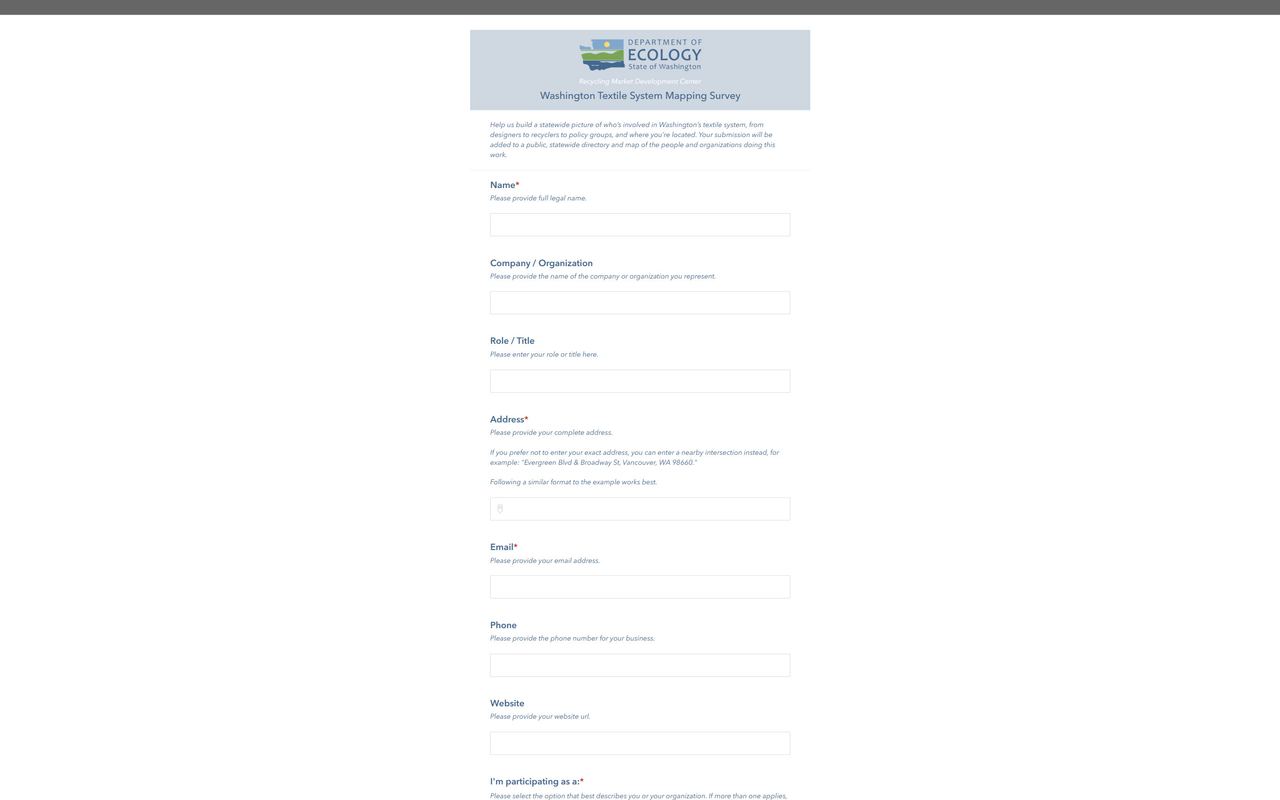 DEPARTMENT OF
ECOLOGY
State of Washington
Recycling Market Development Center
Washington Textile System Mapping Survey
Help us build a statewide picture of who's involved in Washington's textile system, from
designers to recyclers to policy groups, and where you're located. Your submission will be
added to a public, statewide directory and map of the people and organizations doing this
work.
Name*
Please provide full legal name.
Company / Organization
Please provide the name of the company or organization you represent.
Role / Title
Please enter your role or title here.
Address*
Please provide your complete address.
If you prefer not to enter your exact address, you can enter a nearby intersection instead, for
example: "Evergreen Blvd & Broadway St, Vancouver, WA 98660."
Following a similar format to the example works best.
Email*
Please provide your email address.
Phone
Please provide the phone number for your business.
Website
Please provide your website url.
I'm participating as a:*
Please select the option that best describes you or your organization. If more than one applies,